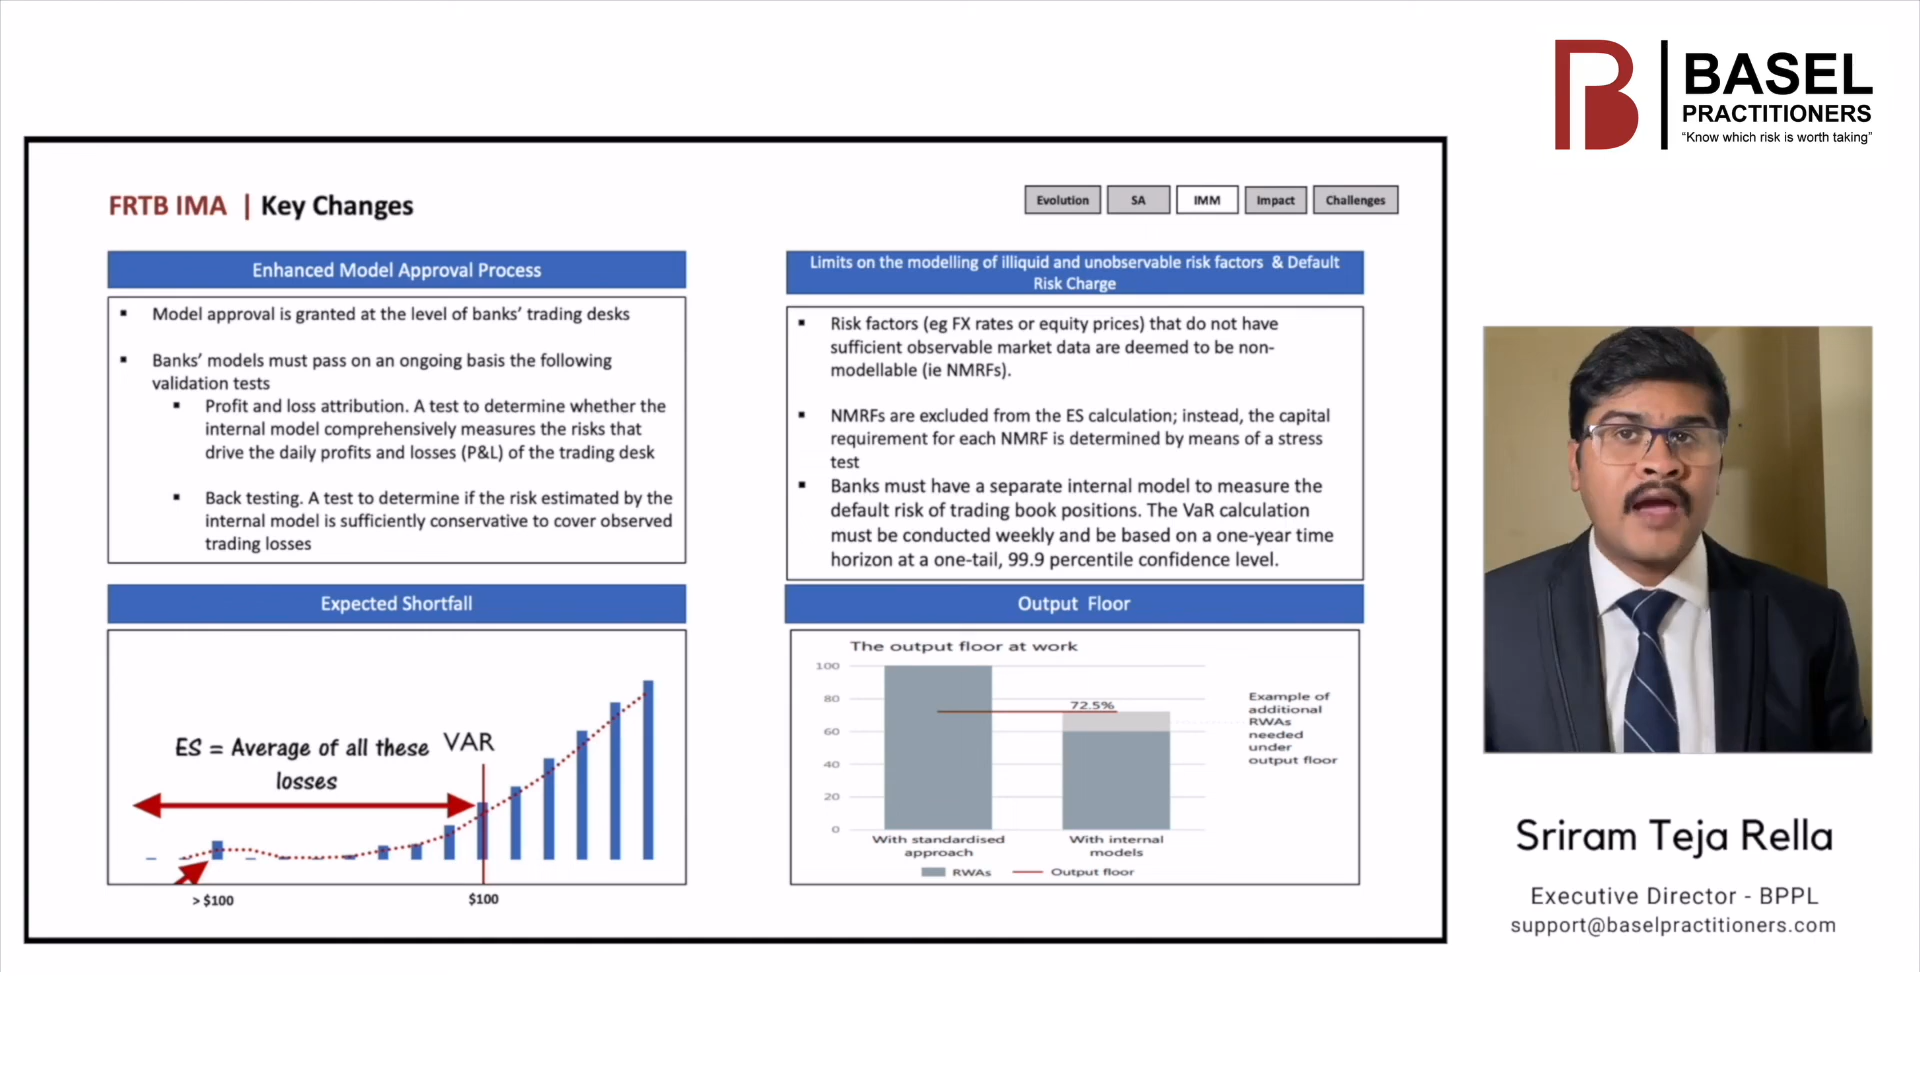 BASEL
PRACTITIONERS
“Know which risk is worth taking”
FRTB IMA | Key Changes
Evolution
SA
IMM
Impact
Challenges
Enhanced Model Approval Process
▪ Model approval is granted at the level of banks’ trading desks
▪ Banks’ models must pass on an ongoing basis the following
validation tests
▪ Profit and loss attribution. A test to determine whether the
internal model comprehensively measures the risks that
drive the daily profits and losses (P&L) of the trading desk
▪ Back testing. A test to determine if the risk estimated by the
internal model is sufficiently conservative to cover observed
trading losses
Limits on the modelling of illiquid and unobservable risk factors & Default
Risk Charge
▪ Risk factors (eg FX rates or equity prices) that do not have
sufficient observable market data are deemed to be non-
modellable (ie NMRFs).
▪ NMRFs are excluded from the ES calculation; instead, the capital
requirement for each NMRF is determined by means of a stress
test
▪ Banks must have a separate internal model to measure the
default risk of trading book positions. The VaR calculation
must be conducted weekly and be based on a one-year time
horizon at a one-tail, 99.9 percentile confidence level.
Expected Shortfall
ES = Average of all these
losses
VAR
> $100
$100
Output Floor
The output floor at work
100
80
60
40
20
0
72.5%
Example of
additional
RWAs
needed
under
output floor
With standardised
approach
With internal
models
RWAs
Output floor
Sriram Teja Rella
Executive Director - BPPL
support@baselpractitioners.com